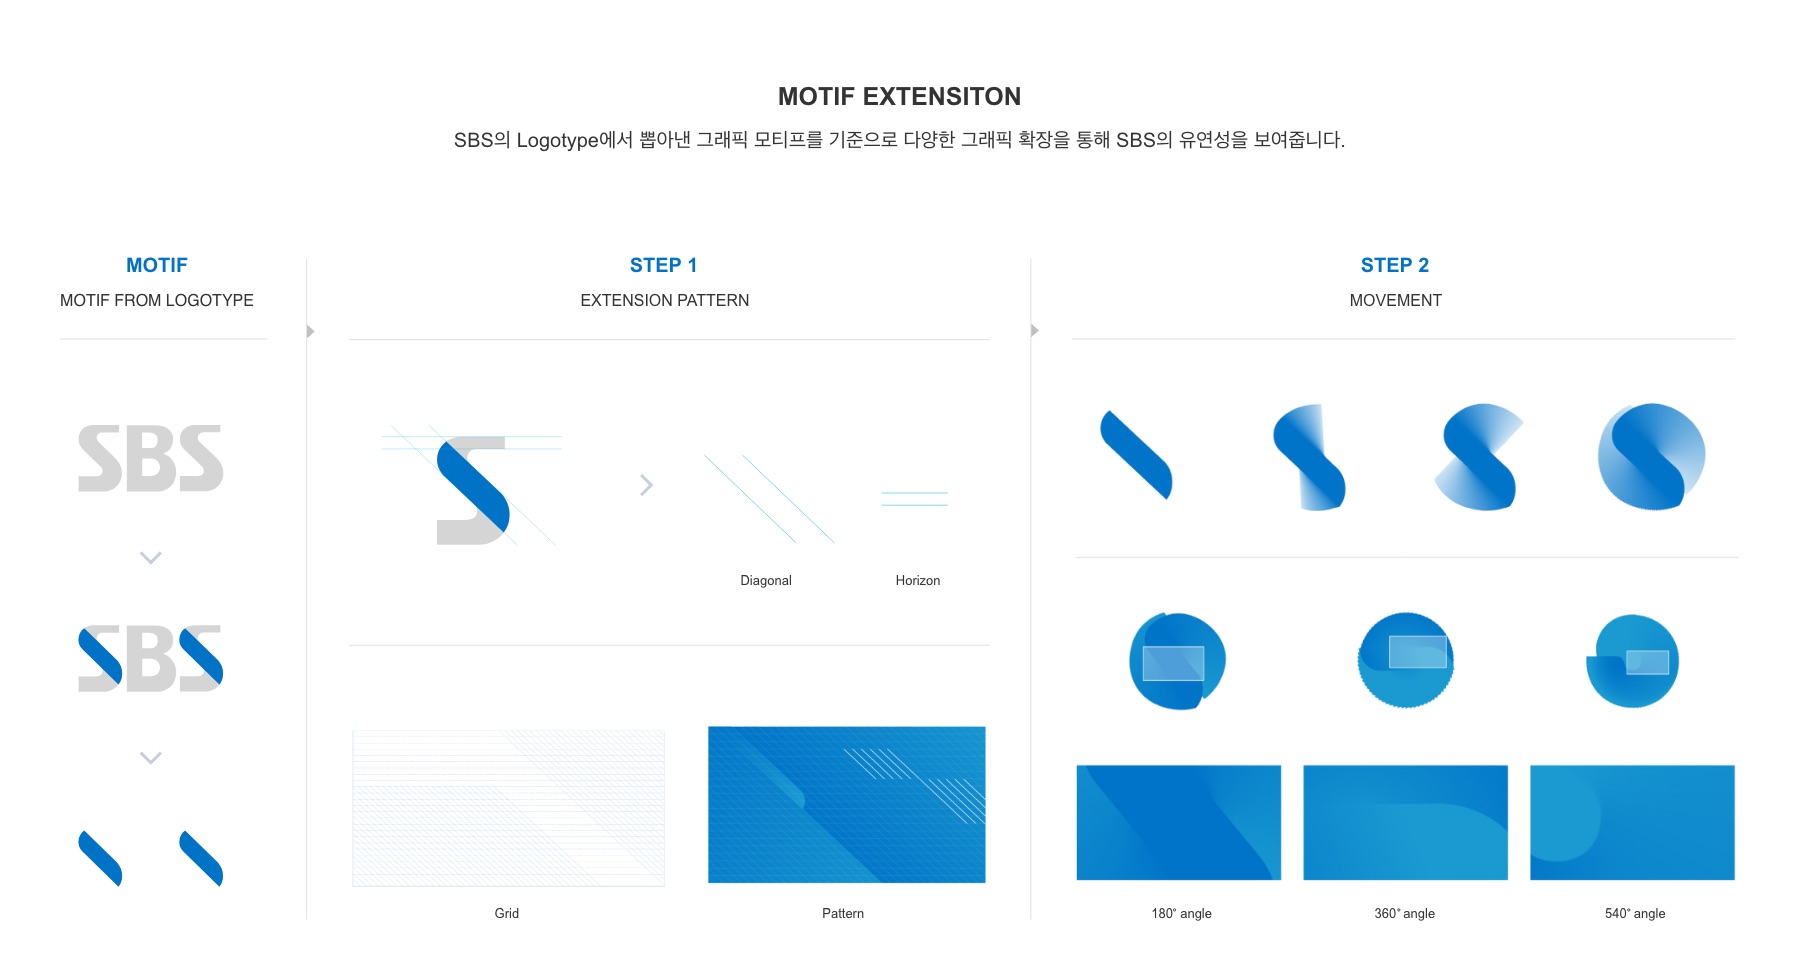 MOTIF EXTENSITON
SBS의 Logotype에서 뽑아낸 그래픽 모티프를 기준으로 다양한 그래픽 확장을 통해 SBS의 유연성을 보여줍니다.
MOTIF
MOTIF FROM LOGOTYPE
SBS
SBS
STEP 1
EXTENSION PATTERN
S
Diagonal
Horizon
Grid
Pattern
STEP 2
MOVEMENT
180° angle
360° angle
540° angle